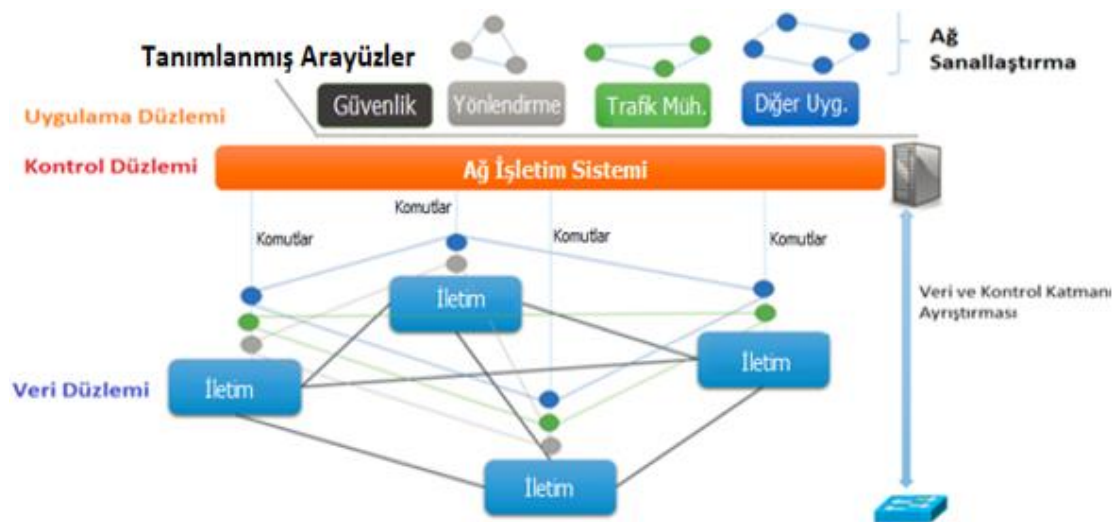 Tanımlanmış Arayüzler
Ağ
Sanallaştırma
Güvenlik
Yönlendirme
Trafik Müh.
Diğer Uyg.
Uygulama Düzlemi
Kontrol Düzlemi
Ağ İşletim Sistemi
Komutlar
Komutlar
Komutlar
Komutlar
İletim
Veri ve Kontrol Katmanı
Ayrıştırması
İletim
Veri Düzlemi
İletim
İletim